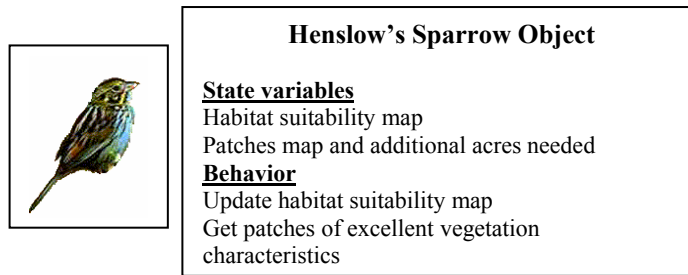 Henslow’s Sparrow Object
State variables
Habitat suitability map
Patches map and additional acres needed
Behavior
Update habitat suitability map
Get patches of excellent vegetation
characteristics